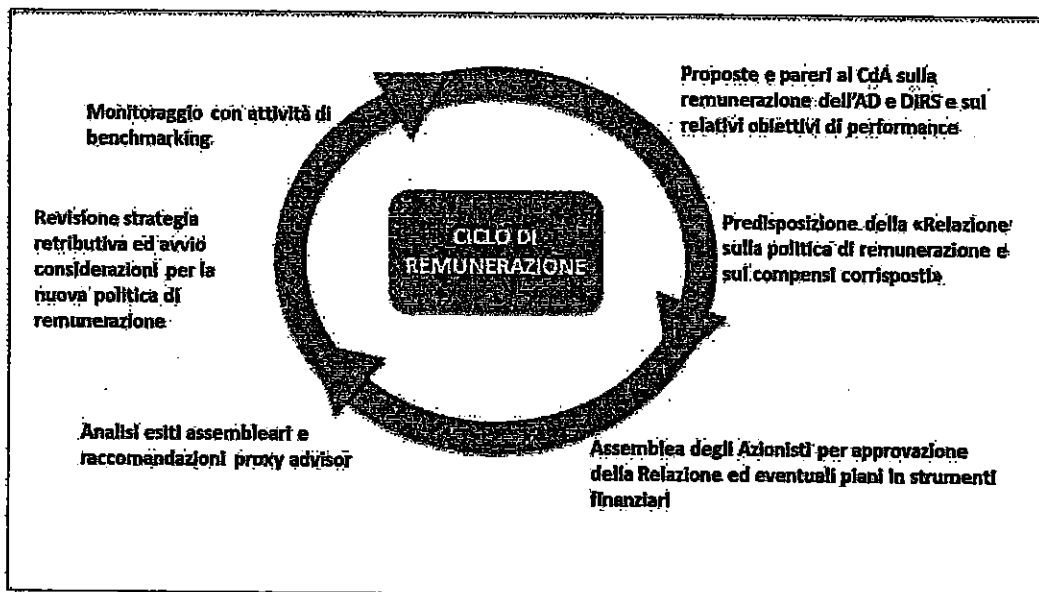 Proposte e pareri al CdA sulla
remunerazione dell'AD e DIRS e sui
relativi obiettivi di performance
Predisposizione della «Relazione
sulla politica di remunerazione e
sui compensi corrisposti»
Assemblea degli Azionisti per approvazione
della Relazione ed eventuali piani in strumenti
finanziari
Analisi esiti assembleari e
raccomandazioni proxy advisor
Revisione strategia
retributiva ed avvio
considerazioni per la
nuova politica di
remunerazione
Monitoraggio con attività di
benchmarking
CICLO DI
REMUNERAZIONE